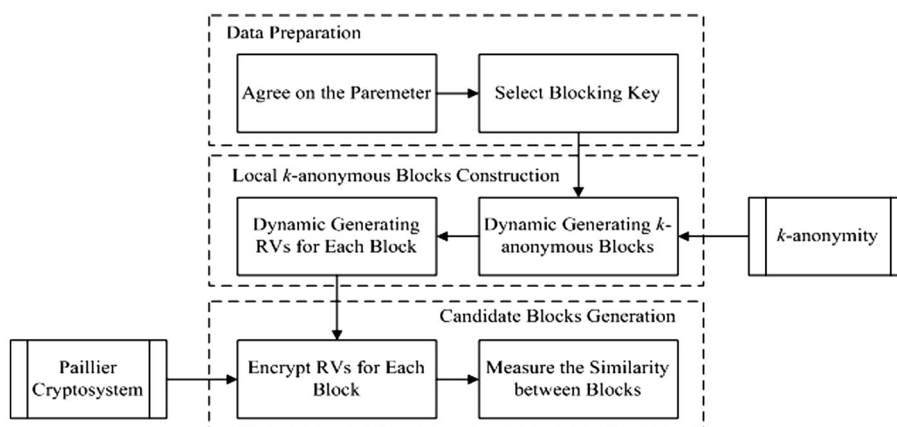 Data Preparation
Agree on the Paremeter
Select Blocking Key
Local k-anonymous Blocks Construction
Dynamic Generating
RVs for Each Block
Dynamic Generating k-
anonymous Blocks
k-anonymity
Candidate Blocks Generation
Paillier
Cryptosystem
Encrypt RVs for Each
Block
Measure the Similarity
between Blocks